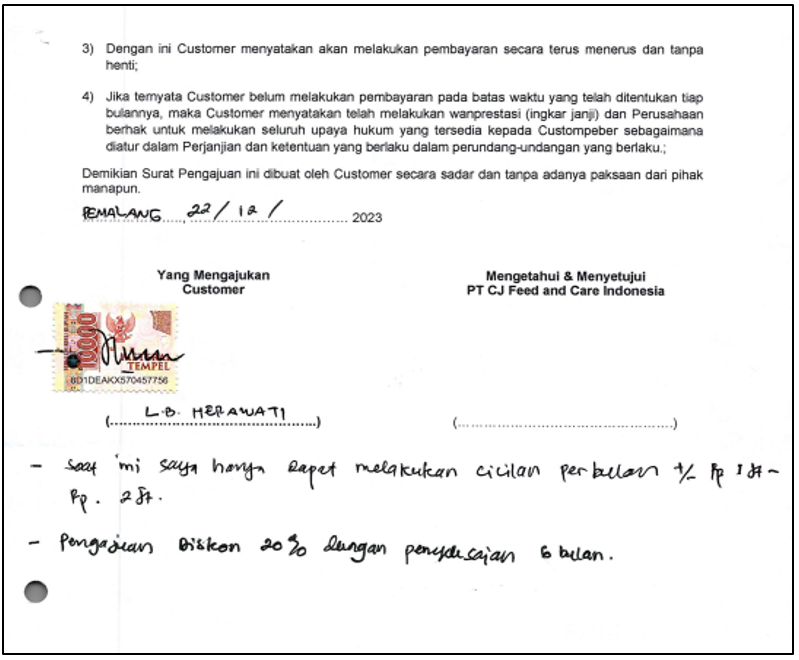 3) Dengan ini Customer menyatakan akan melakukan pembayaran secara terus menerus dan tanpa
henti;
4) Jika ternyata Customer belum melakukan pembayaran pada batas waktu yang telah ditentukan tiap
bulannya, maka Customer menyatakan telah melakukan wanprestasi (ingkar janji) dan Perusahaan
berhak untuk melakukan seluruh upaya hukum yang tersedia kepada Custompeber sebagaimana
diatur dalam Perjanjian dan ketentuan yang berlaku dalam perundang-undangan yang berlaku.;
Demikian Surat Pengajuan ini dibuat oleh Customer secara sadar dan tanpa adanya paksaan dari pihak
manapun.
PEMALANG, 22/12/ 2023
Yang Mengajukan
Customer
Mengetahui & Menyetujui
PT CJ Feed and Care Indonesia
10000
TEMPEL
8D1DEAKX570457756
(L.B. HERAWATI)
(........................................................)
- saat ini saya hanya dapat melakukan cicilan perbulan +/- Rp 1 jt -
Rp. 2 jt.
- Pengajuan Diskon 20% dengan penyelesaian 6 bulan.